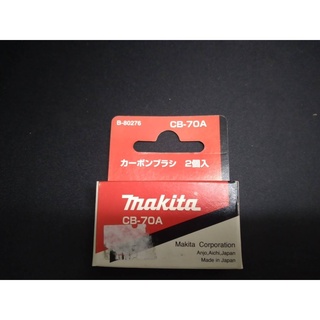 B-80278 CB-70A
カーボンブラシ 2個入
makita
CB-70A
Makita Corporation
Anjo, Aichi, Japan
Made in Japan